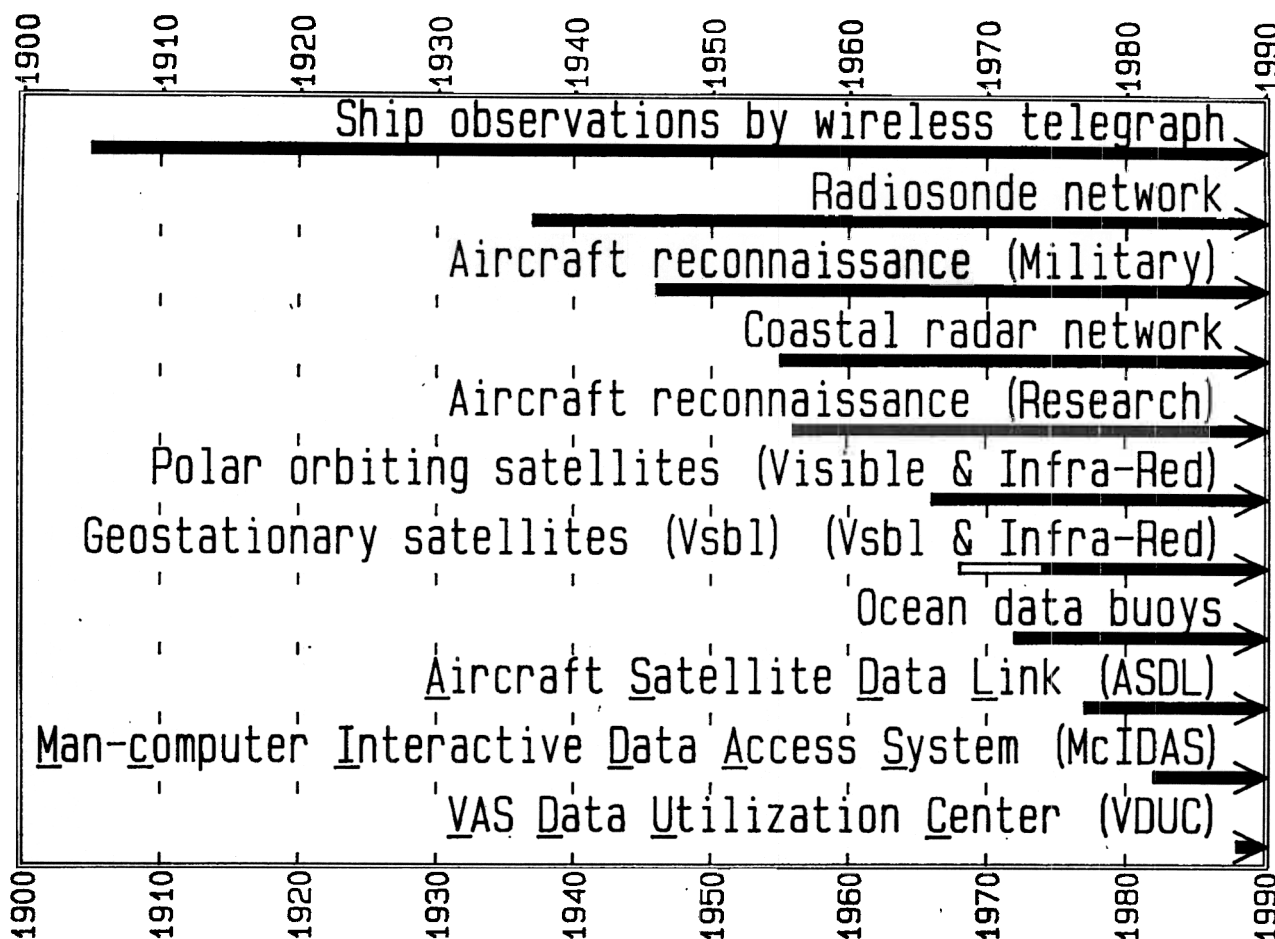 1900 1910 1920 1930 1940 1950 1960 1970 1980 1990
Ship observations by wireless telegraph
Radiosonde network
Aircraft reconnaissance (Military)
Coastal radar network
Aircraft reconnaissance (Research)
Polar orbiting satellites (Visible & Infra-Red)
Geostationary satellites (Vsbl) (Vsbl & Infra-Red)
Ocean data buoys
Aircraft Satellite Data Link (ASDL)
Man-computer Interactive Data Access System (McIDAS)
VAS Data Utilization Center (VDUC)
1900 1910 1920 1930 1940 1950 1960 1970 1980 1990